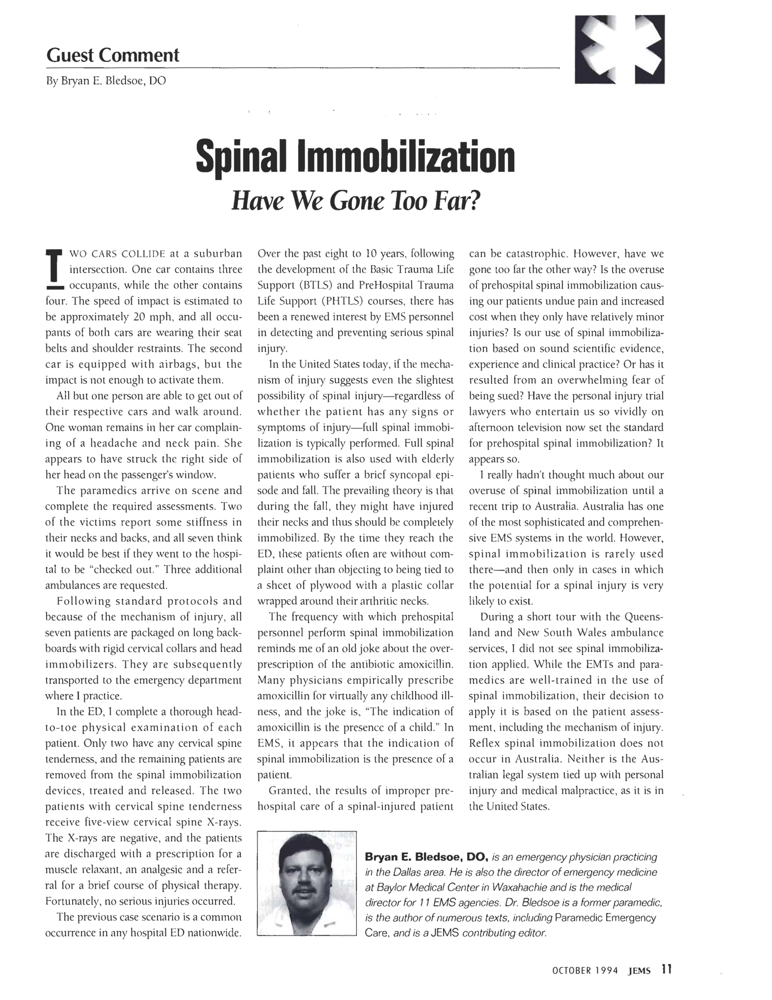 Guest Comment
By Bryan E. Bledsoe, DO
Spinal Immobilization
Have We Gone Too Far?
TWO CARS COLLIDE at a suburban
intersection. One car contains three
occupants, while the other contains
four. The speed of impact is estimated to
be approximately 20 mph, and all occu-
pants of both cars are wearing their seat
belts and shoulder restraints. The second
car is equipped with airbags, but the
impact is not enough to activate them.
All but one person are able to get out of
their respective cars and walk around.
One woman remains in her car complain-
ing of a headache and neck pain. She
appears to have struck the right side of
her head on the passenger's window.
The paramedics arrive on scene and
complete the required assessments. Two
of the victims report some stiffness in
their necks and backs, and all seven think
it would be best if they went to the hospi-
tal to be “checked out.” Three additional
ambulances are requested.
Following standard protocols and
because of the mechanism of injury, all
seven patients are packaged on long back-
boards with rigid cervical collars and head
immobilizers. They are subsequently
transported to the emergency department
where I practice.
In the ED, I complete a thorough head-
to-toe physical examination of each
patient. Only two have any cervical spine
tenderness, and the remaining patients are
removed from the spinal immobilization
devices, treated and released. The two
patients with cervical spine tenderness
receive five-view cervical spine X-rays.
The X-rays are negative, and the patients
are discharged with a prescription for a
muscle relaxant, an analgesic and a refer-
ral for a brief course of physical therapy.
Fortunately, no serious injuries occurred.
The previous case scenario is a common
occurrence in any hospital ED nationwide.
Over the past eight to 10 years, following
the development of the Basic Trauma Life
Support (BTLS) and PreHospital Trauma
Life Support (PHTLS) courses, there has
been a renewed interest by EMS personnel
in detecting and preventing serious spinal
injury.
In the United States today, if the mecha-
nism of injury suggests even the slightest
possibility of spinal injury—regardless of
whether the patient has any signs or
symptoms of injury—full spinal immobi-
lization is typically performed. Full spinal
immobilization is also used with elderly
patients who suffer a brief syncopal epi-
sode and fall. The prevailing theory is that
during the fall, they might have injured
their necks and thus should be completely
immobilized. By the time they reach the
ED, these patients often are without com-
plaint other than objecting to being tied to
a sheet of plywood with a plastic collar
wrapped around their arthritic necks.
The frequency with which prehospital
personnel perform spinal immobilization
reminds me of an old joke about the over-
prescription of the antibiotic amoxicillin.
Many physicians empirically prescribe
amoxicillin for virtually any childhood ill-
ness, and the joke is, “The indication of
amoxicillin is the presence of a child.” In
EMS, it appears that the indication of
spinal immobilization is the presence of a
patient.
Granted, the results of improper pre-
hospital care of a spinal-injured patient
can be catastrophic. However, have we
gone too far the other way? Is the overuse
of prehospital spinal immobilization caus-
ing our patients undue pain and increased
cost when they only have relatively minor
injuries? Is our use of spinal immobiliza-
tion based on sound scientific evidence,
experience and clinical practice? Or has it
resulted from an overwhelming fear of
being sued? Have the personal injury trial
lawyers who entertain us so vividly on
afternoon television now set the standard
for prehospital spinal immobilization? It
appears so.
I really hadn't thought much about our
overuse of spinal immobilization until a
recent trip to Australia. Australia has one
of the most sophisticated and comprehen-
sive EMS systems in the world. However,
spinal immobilization is rarely used
there—and then only in cases in which
the potential for a spinal injury is very
likely to exist.
During a short tour with the Queens-
land and New South Wales ambulance
services, I did not see spinal immobiliza-
tion applied. While the EMTs and para-
medics are well-trained in the use of
spinal immobilization, their decision to
apply it is based on the patient assess-
ment, including the mechanism of injury.
Reflex spinal immobilization does not
occur in Australia. Neither is the Aus-
tralian legal system tied up with personal
injury and medical malpractice, as it is in
the United States.
Bryan E. Bledsoe, DO, is an emergency physician practicing
in the Dallas area. He is also the director of emergency medicine
at Baylor Medical Center in Waxahachie and is the medical
director for 11 EMS agencies. Dr. Bledsoe is a former paramedic,
is the author of numerous texts, including Paramedic Emergency
Care, and is a JEMS contributing editor.
OCTOBER 1994 JEMS 11